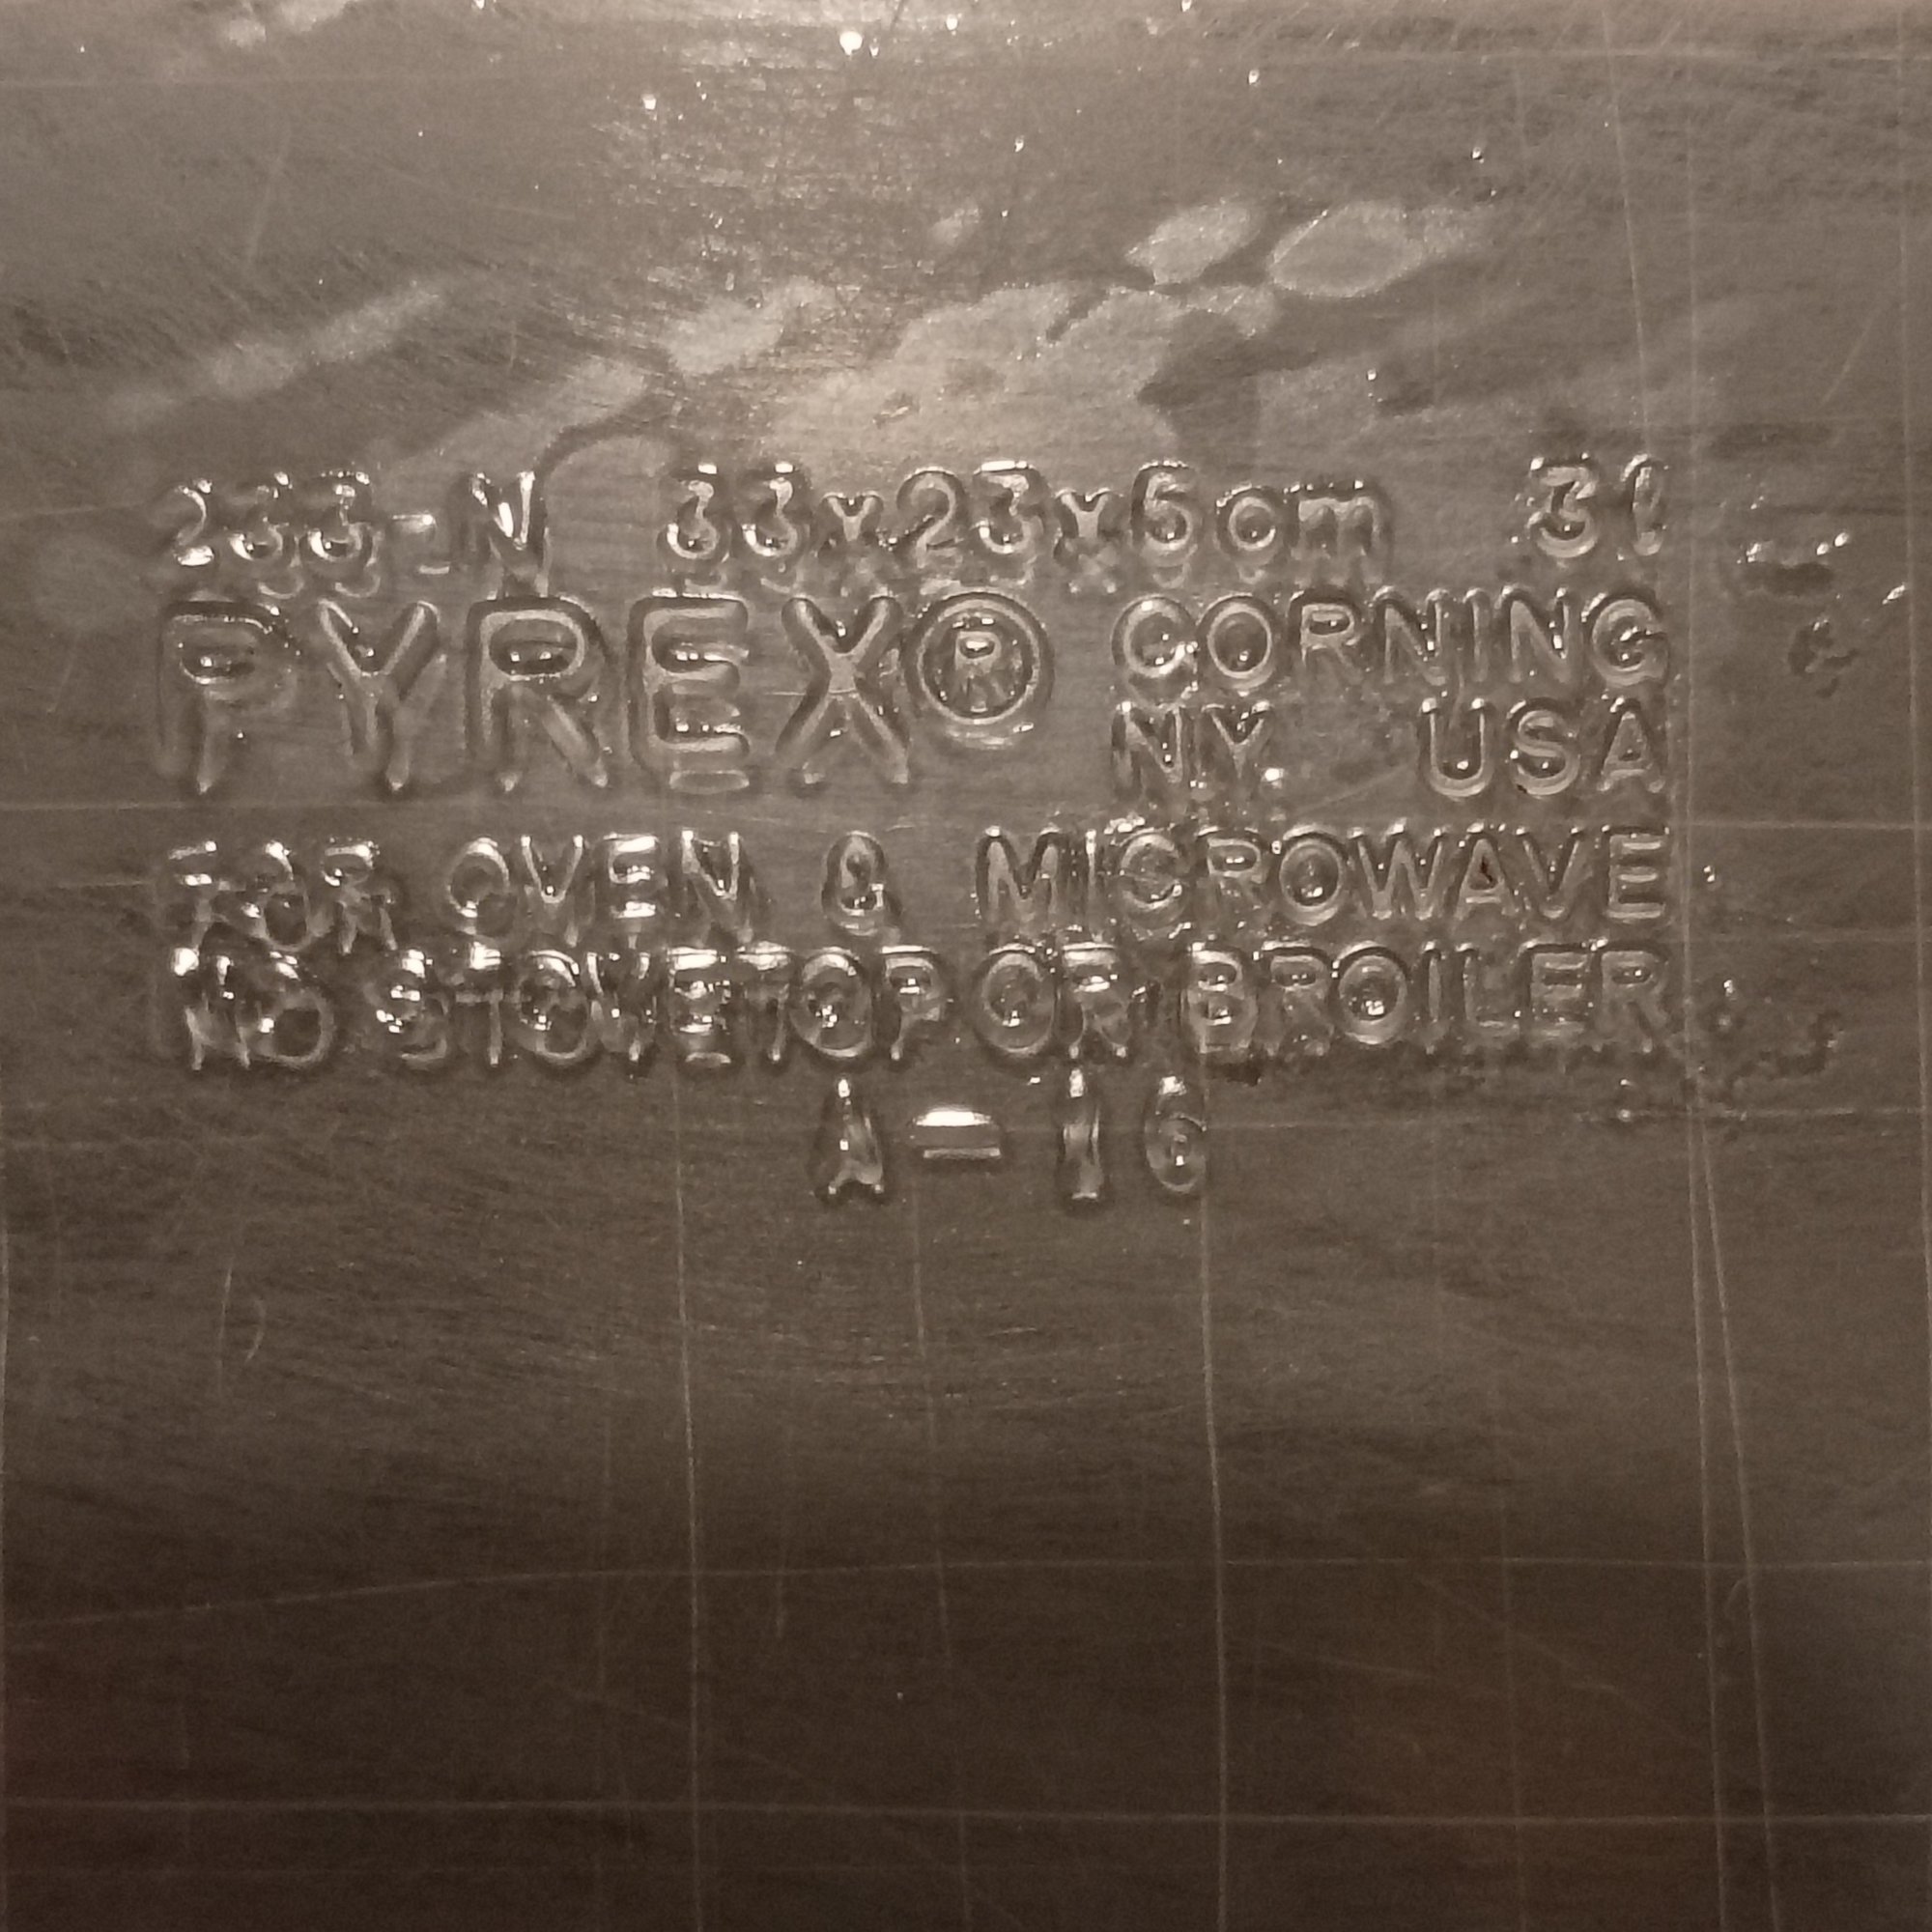 233-N 33x23x5cm 3ℓ
PYREX® CORNING
NY. USA
FOR OVEN & MICROWAVE
NO STOVETOP OR BROILER
A-16